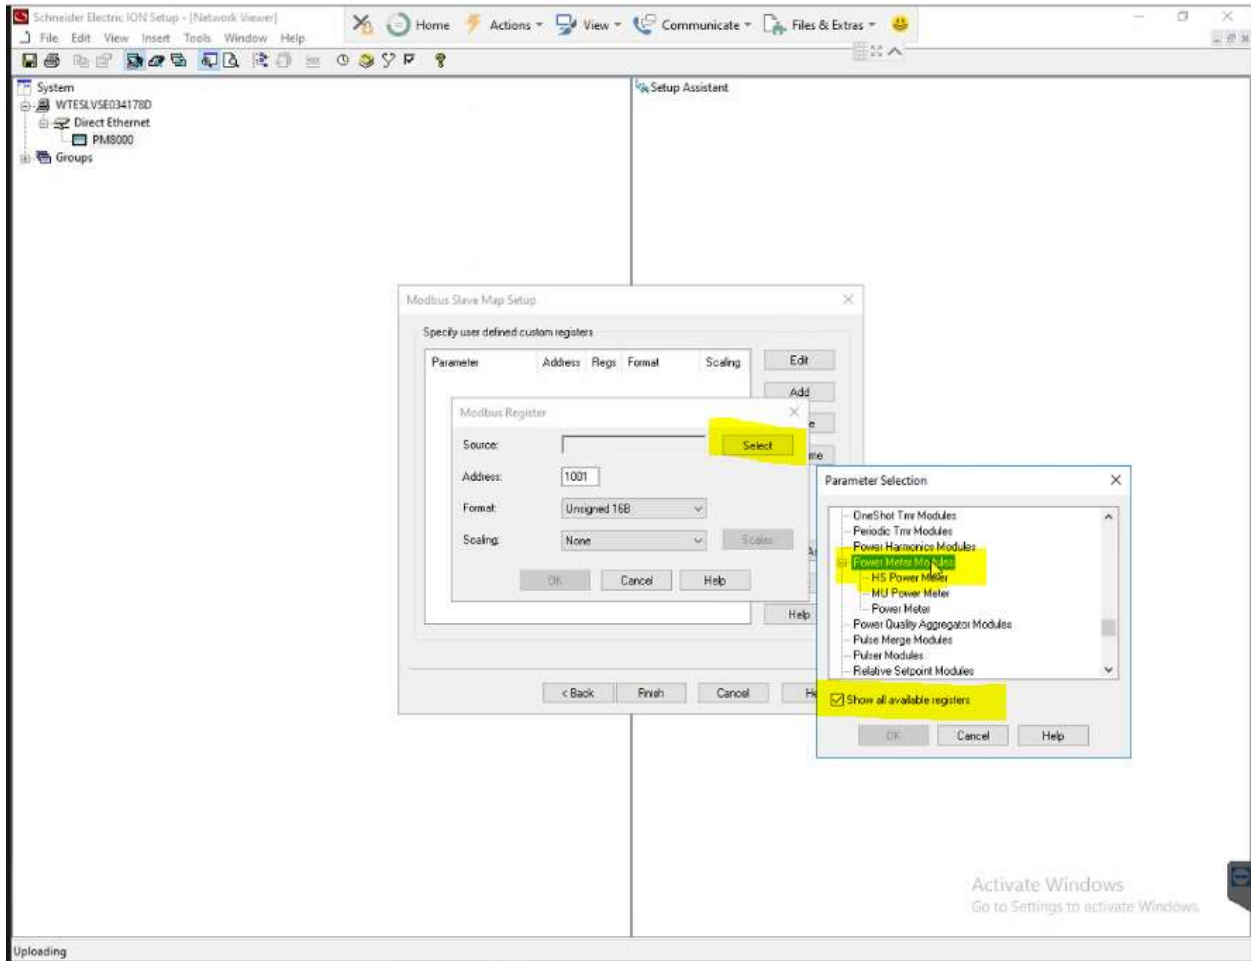 Schneider Electric ION Setup - [Network Viewer]
Home Actions View Communicate Files & Extras
File Edit View Insert Tools Window Help
System
WTESLVSE034178D
Direct Ethernet
PM8000
Groups
Setup Assistant
Modbus Slave Map Setup
Specify user defined custom registers
Parameter Address Regs Format Scaling
Edit
Add
Modbus Register
Source:
Select
Address:
1001
Format:
Unsigned 16B
Scaling:
None
OK Cancel Help
Help
< Back Finish Cancel
Parameter Selection
OneShot Tmr Modules
Periodic Tmr Modules
Power Harmonics Modules
Power Meter Modules
HS Power Meter
MU Power Meter
Power Meter
Power Quality Aggregator Modules
Pulse Merge Modules
Pulser Modules
Relative Setpoint Modules
Show all available registers
OK Cancel Help
Activate Windows
Go to Settings to activate Windows.
Uploading